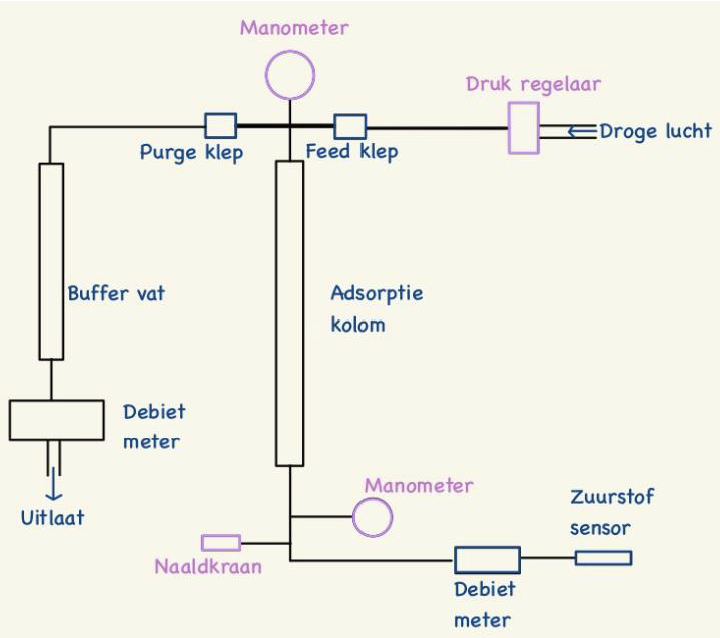 Manometer
Druk regelaar
Droge lucht
Purge klep
Feed klep
Buffer vat
Adsorptie
kolom
Debiet
meter
Manometer
Zuurstof
sensor
Uitlaat
Naaldkraan
Debiet
meter